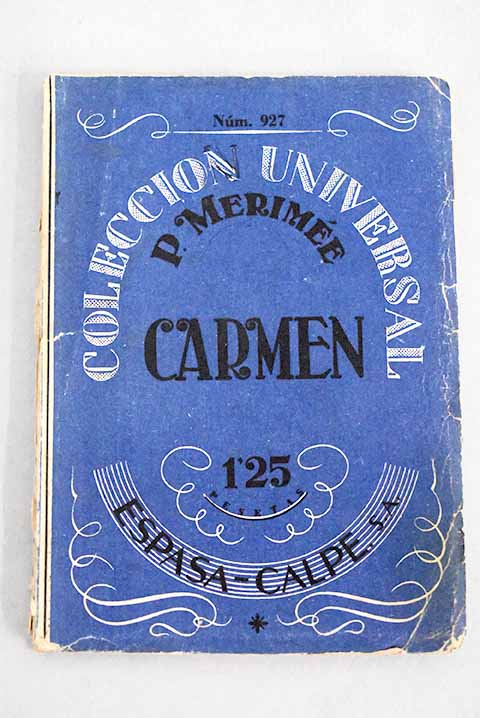 Núm. 927
COLECCIÓN UNIVERSAL
P. MERIMÉE
CARMEN
1'25
PESETAS
ESPASA-CALPE, S.A.